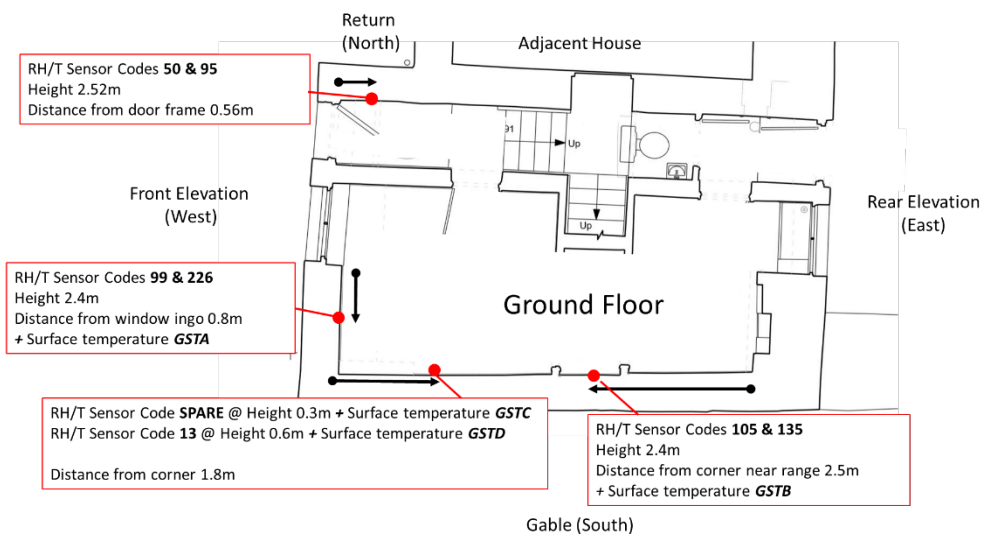 Return
(North)
Adjacent House
RH/T Sensor Codes 50 & 95
Height 2.52m
Distance from door frame 0.56m
91
Up
Front Elevation
(West)
Rear Elevation
(East)
Up
RH/T Sensor Codes 99 & 226
Height 2.4m
Distance from window ingo 0.8m
+ Surface temperature GSTA
Ground Floor
RH/T Sensor Code SPARE @ Height 0.3m + Surface temperature GSTC
RH/T Sensor Code 13 @ Height 0.6m + Surface temperature GSTD
Distance from corner 1.8m
RH/T Sensor Codes 105 & 135
Height 2.4m
Distance from corner near range 2.5m
+ Surface temperature GSTB
Gable (South)